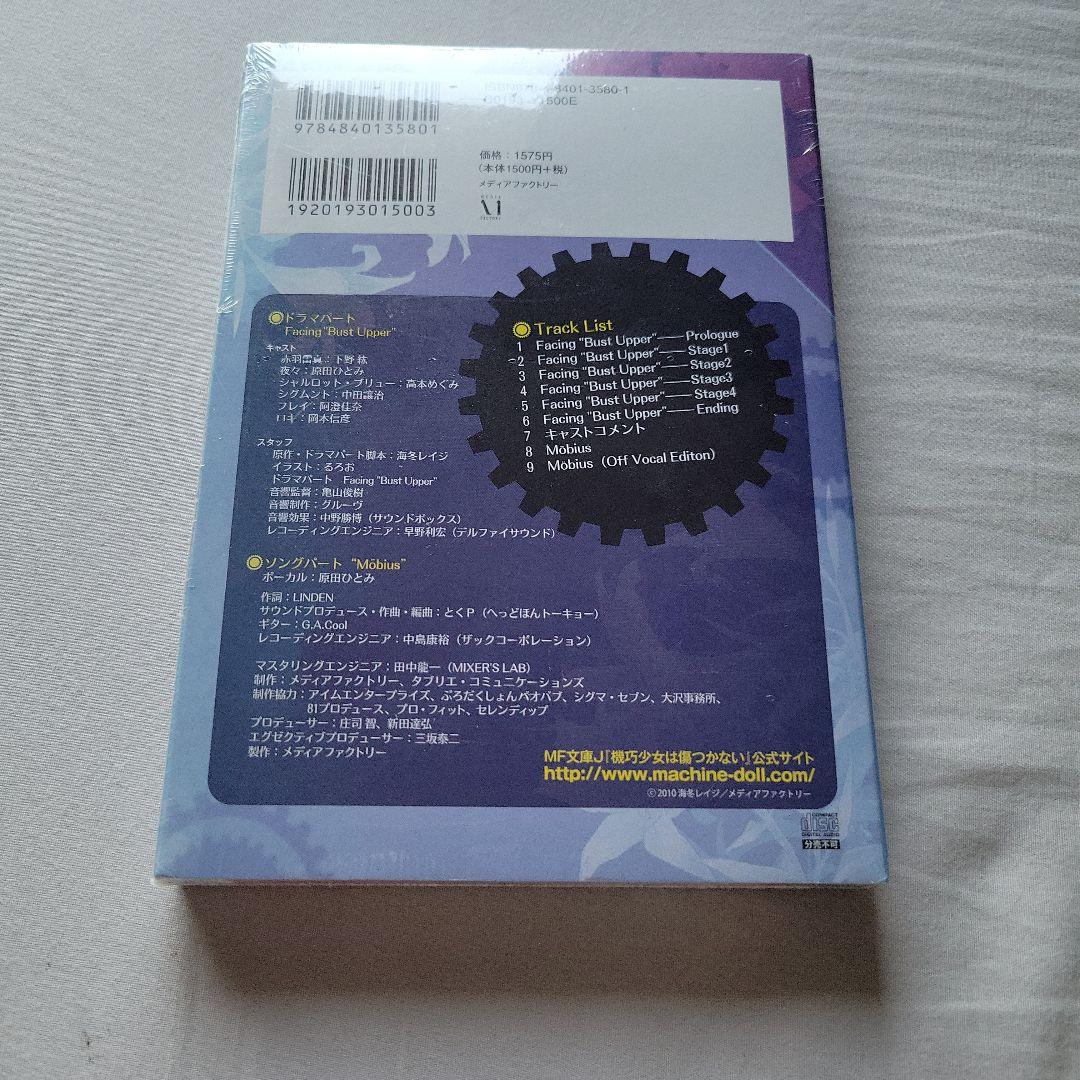 9784840135801
8401-3580-1
1920193015003
価格：1575円
（本体1500円＋税）
メディアファクトリー
MEDIA
FACTORY
ドラマパート
Facing "Bust Upper"
キャスト
赤羽雷真：下野 紘
夜々：原田ひとみ
シャルロット・ブリュー：高本めぐみ
シグムント：中田譲治
フレイ：阿澄佳奈
ロキ：岡本信彦
スタッフ
原作・ドラマパート脚本：海冬レイジ
イラスト：るろお
ドラマパート Facing "Bust Upper"
音響監督：亀山俊樹
音響制作：グルーヴ
音響効果：中野勝博（サウンドボックス）
レコーディングエンジニア：早野利宏（デルファイサウンド）
Track List
1 Facing "Bust Upper"——Prologue
2 Facing "Bust Upper"——Stage1
3 Facing "Bust Upper"——Stage2
4 Facing "Bust Upper"——Stage3
5 Facing "Bust Upper"——Stage4
6 Facing "Bust Upper"——Ending
7 キャストコメント
8 Möbius
9 Möbius（Off Vocal Editon）
ソングパート “Möbius”
ボーカル：原田ひとみ
作詞：LINDEN
サウンドプロデュース・作曲・編曲：とくP（へっどほんトーキョー）
ギター：G.A.Cool
レコーディングエンジニア：中島康裕（ザックコーポレーション）
マスタリングエンジニア：田中龍一（MIXER'S LAB）
制作：メディアファクトリー、タブリエ・コミュニケーションズ
制作協力：アイムエンタープライズ、ぷろだくしょんバオバブ、シグマ・セブン、大沢事務所、
81プロデュース、プロ・フィット、セレンディップ
プロデューサー：庄司 智、新田達弘
エグゼクティブプロデューサー：三坂泰二
製作：メディアファクトリー
MF文庫J『機巧少女は傷つかない』公式サイト
http://www.machine-doll.com/
©2010 海冬レイジ／メディアファクトリー
COMPACT
disc
DIGITAL AUDIO
分売不可